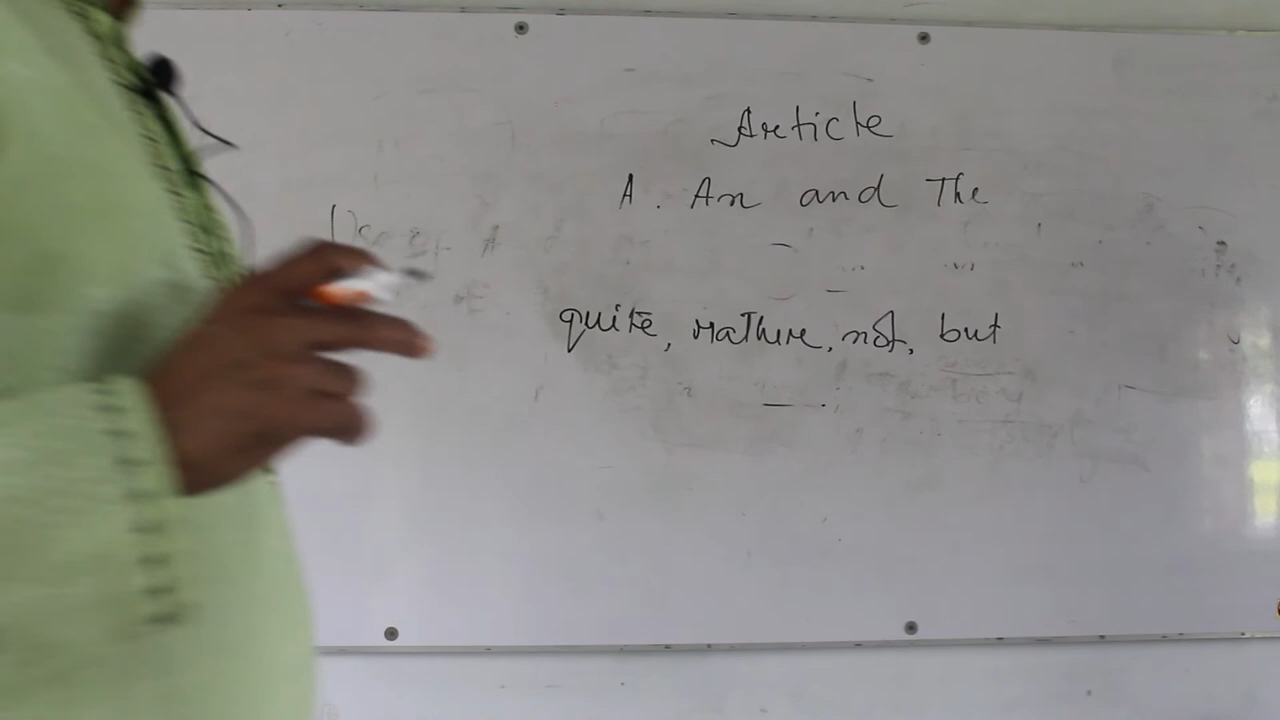 Article
A. An and The
quite, rather, not, but